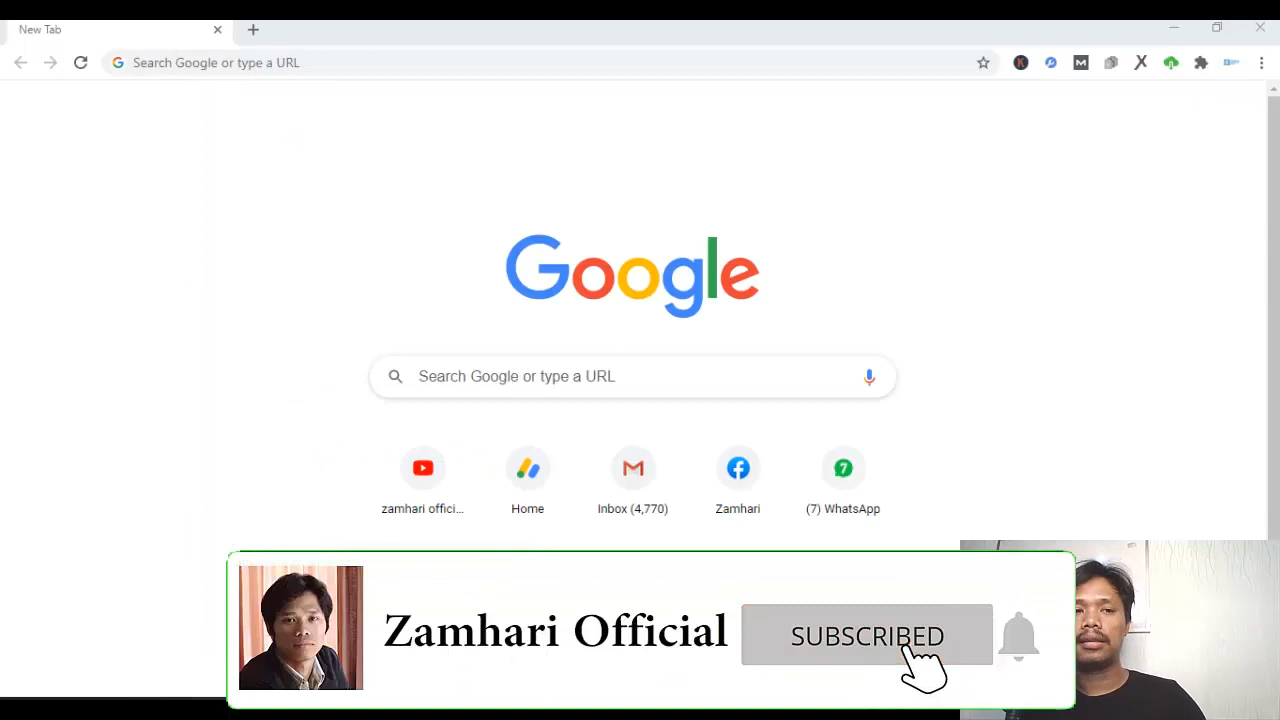 New Tab
Search Google or type a URL
K
M
X
Google
Search Google or type a URL
7
zamhari offici...
Home
Inbox (4,770)
Zamhari
(7) WhatsApp
Zamhari Official
SUBSCRIBED